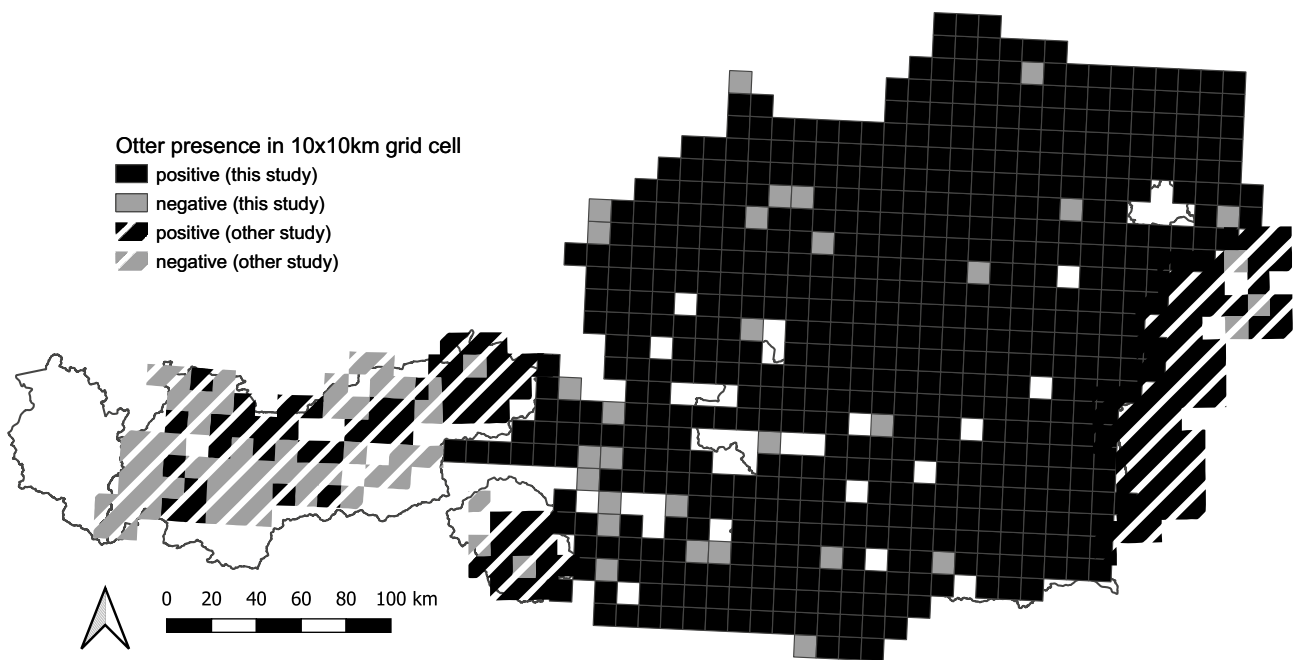 Otter presence in 10x10km grid cell
positive (this study)
negative (this study)
positive (other study)
negative (other study)
0 20 40 60 80 100 km